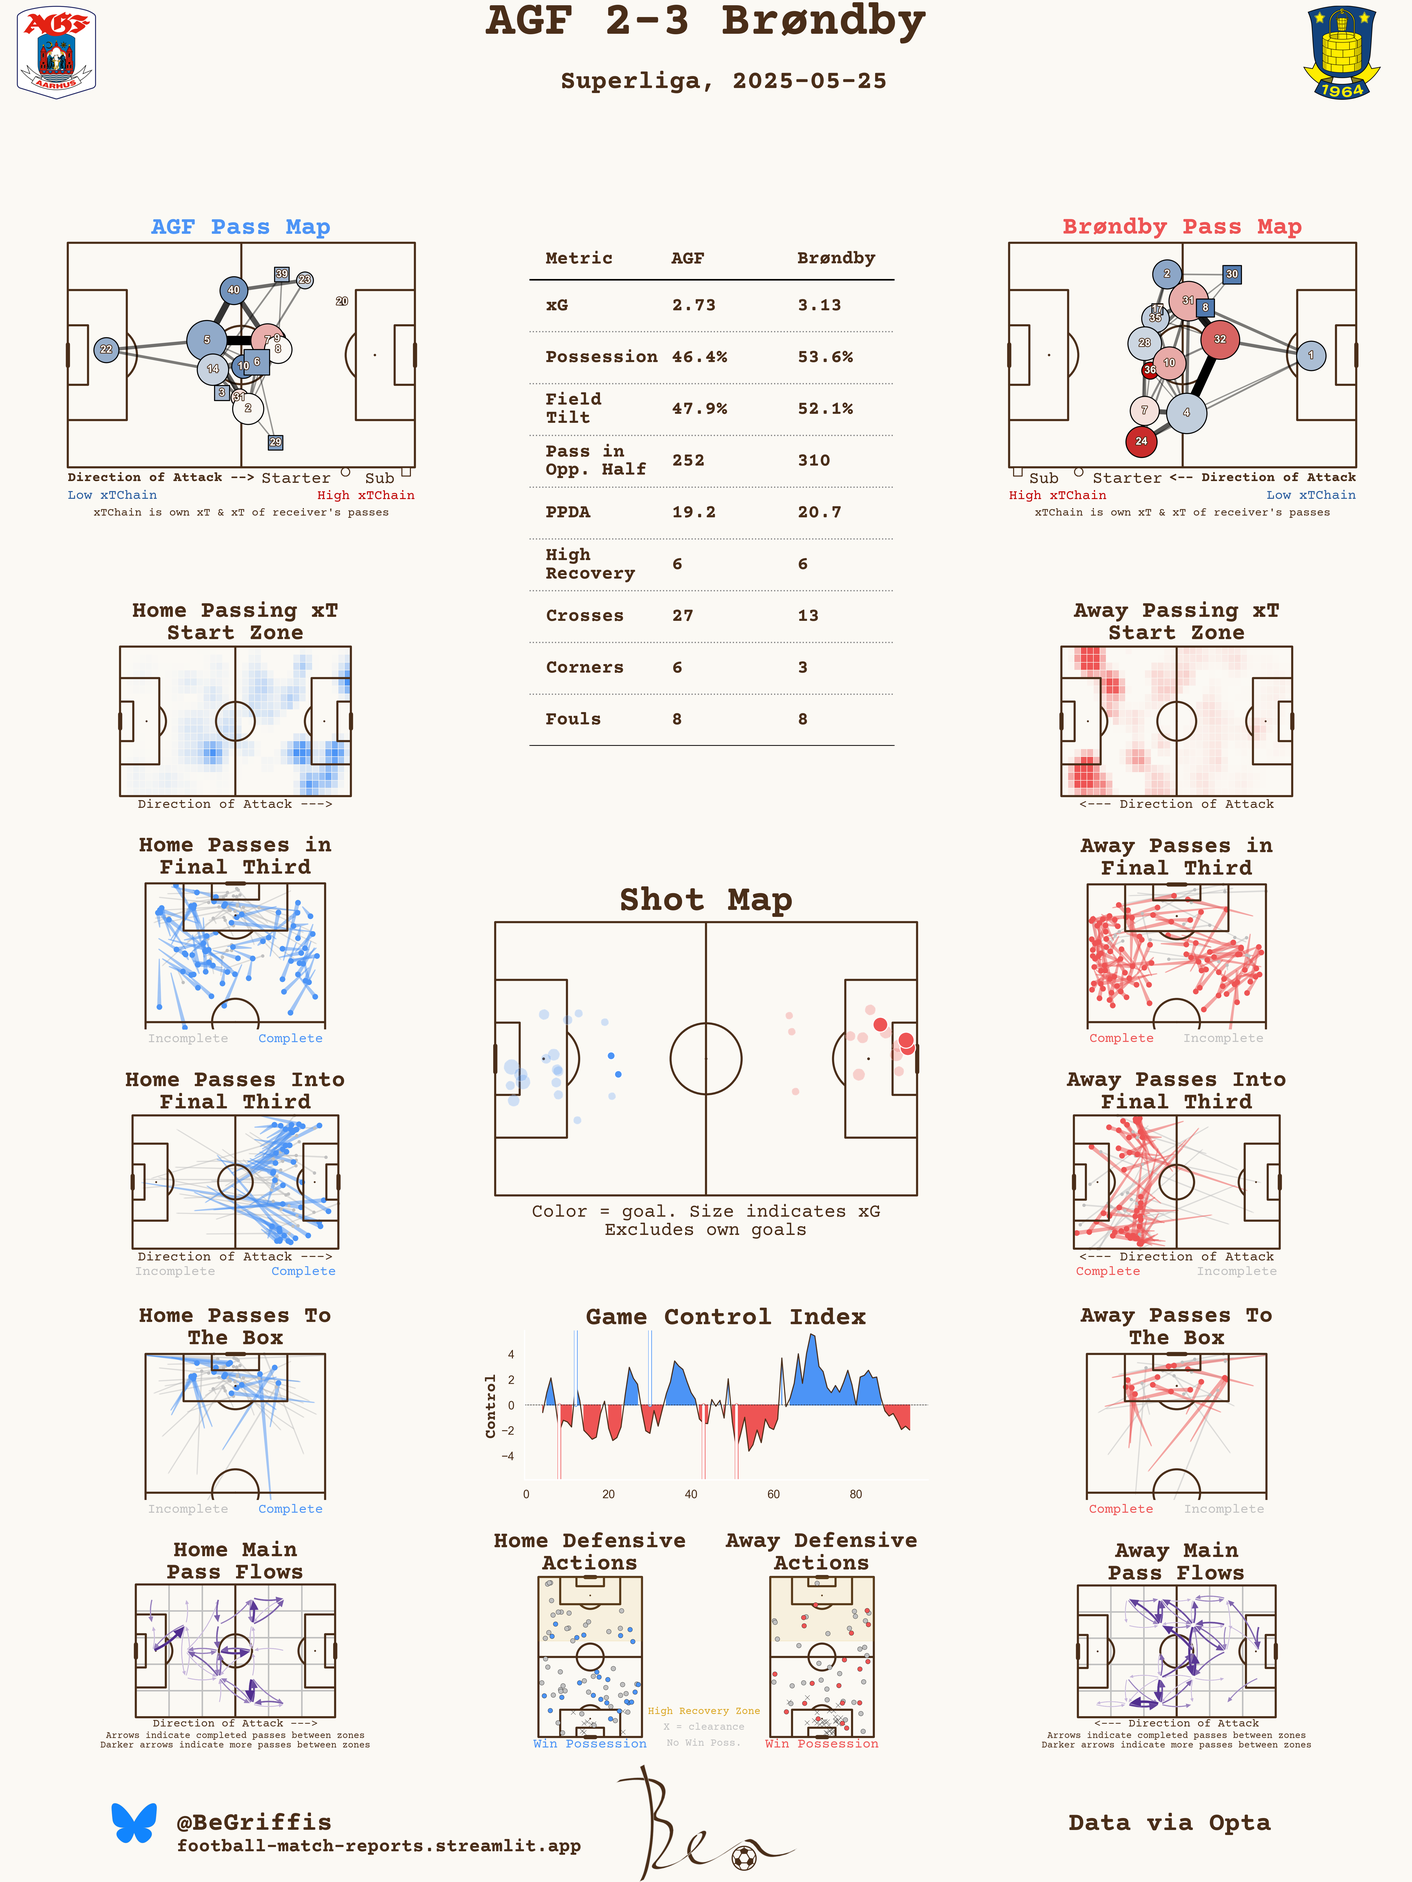 AGF 2-3 Brøndby
Superliga, 2025-05-25
AGF
AARHUS
1964
AGF Pass Map
39
23
20
40
5
7
9
8
22
14
10
6
3
31
2
29
Direction of Attack --> Starter Sub
Low xTChain High xTChain
xTChain is own xT & xT of receiver's passes
Metric AGF Brøndby
xG 2.73 3.13
Possession 46.4% 53.6%
Field
Tilt 47.9% 52.1%
Pass in
Opp. Half 252 310
PPDA 19.2 20.7
High
Recovery 6 6
Crosses 27 13
Corners 6 3
Fouls 8 8
Brøndby Pass Map
2
30
31
8
35
28
32
10
36
1
7
4
24
Sub Starter <-- Direction of Attack
High xTChain Low xTChain
xTChain is own xT & xT of receiver's passes
Home Passing xT
Start Zone
Direction of Attack --->
Away Passing xT
Start Zone
<--- Direction of Attack
Home Passes in
Final Third
Incomplete Complete
Away Passes in
Final Third
Complete Incomplete
Shot Map
Color = goal. Size indicates xG
Excludes own goals
Home Passes Into
Final Third
Direction of Attack --->
Incomplete Complete
Away Passes Into
Final Third
<--- Direction of Attack
Complete Incomplete
Home Passes To
The Box
Incomplete Complete
Game Control Index
Control
4
2
0
−2
−4
0 20 40 60 80
Away Passes To
The Box
Complete Incomplete
Home Main
Pass Flows
Direction of Attack --->
Arrows indicate completed passes between zones
Darker arrows indicate more passes between zones
Home Defensive
Actions
Win Possession
Away Defensive
Actions
Win Possession
High Recovery Zone
X = clearance
No Win Poss.
Away Main
Pass Flows
<--- Direction of Attack
Arrows indicate completed passes between zones
Darker arrows indicate more passes between zones
@BeGriffis
football-match-reports.streamlit.app
Ben
Data via Opta